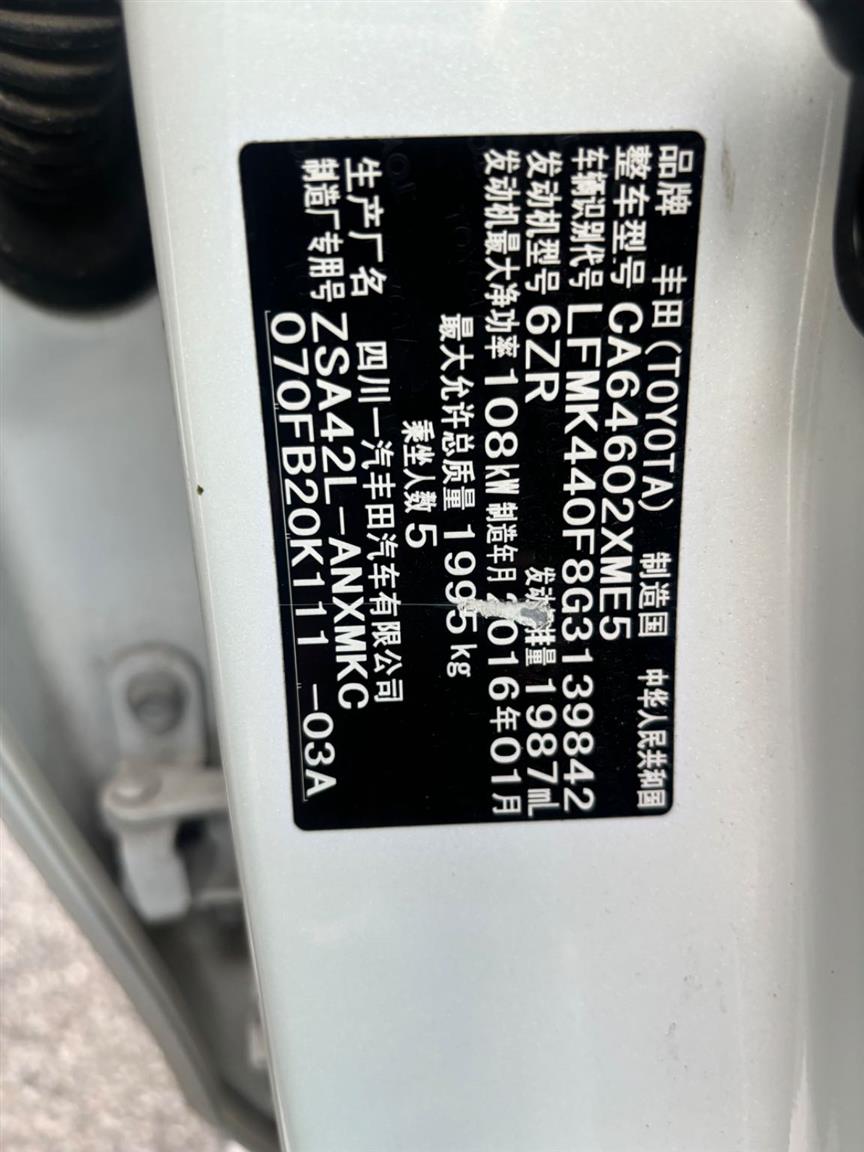 品牌 丰田(TOYOTA) 制造国 中华人民共和国
整车型号 CA64602XME5
车辆识别代号 LFMK440F8G3139842
发动机型号 6ZR 发动 排量 1987mL
发动机最大净功率 108kW 制造年月 2016年01月
最大允许总质量 1995kg
乘坐人数 5
生产厂名 四川一汽丰田汽车有限公司
制造厂专用号 ZSA42L-ANXMKC
070FB20K111 -03A